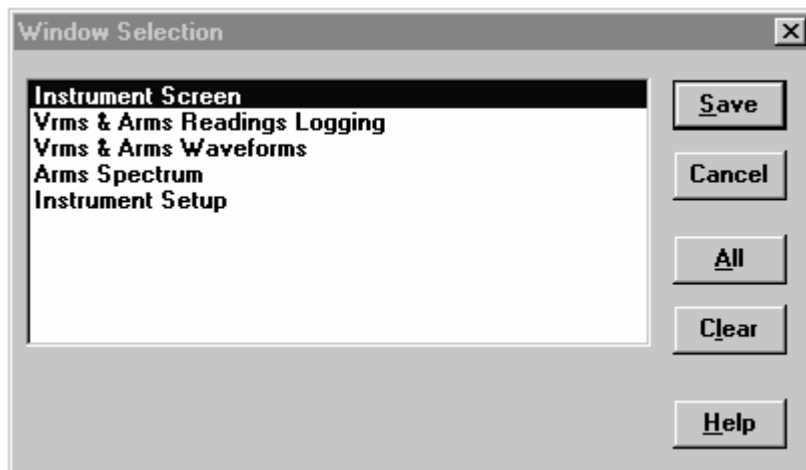 Window Selection
Instrument Screen
Vrms & Arms Readings Logging
Vrms & Arms Waveforms
Arms Spectrum
Instrument Setup
Save
Cancel
All
Clear
Help